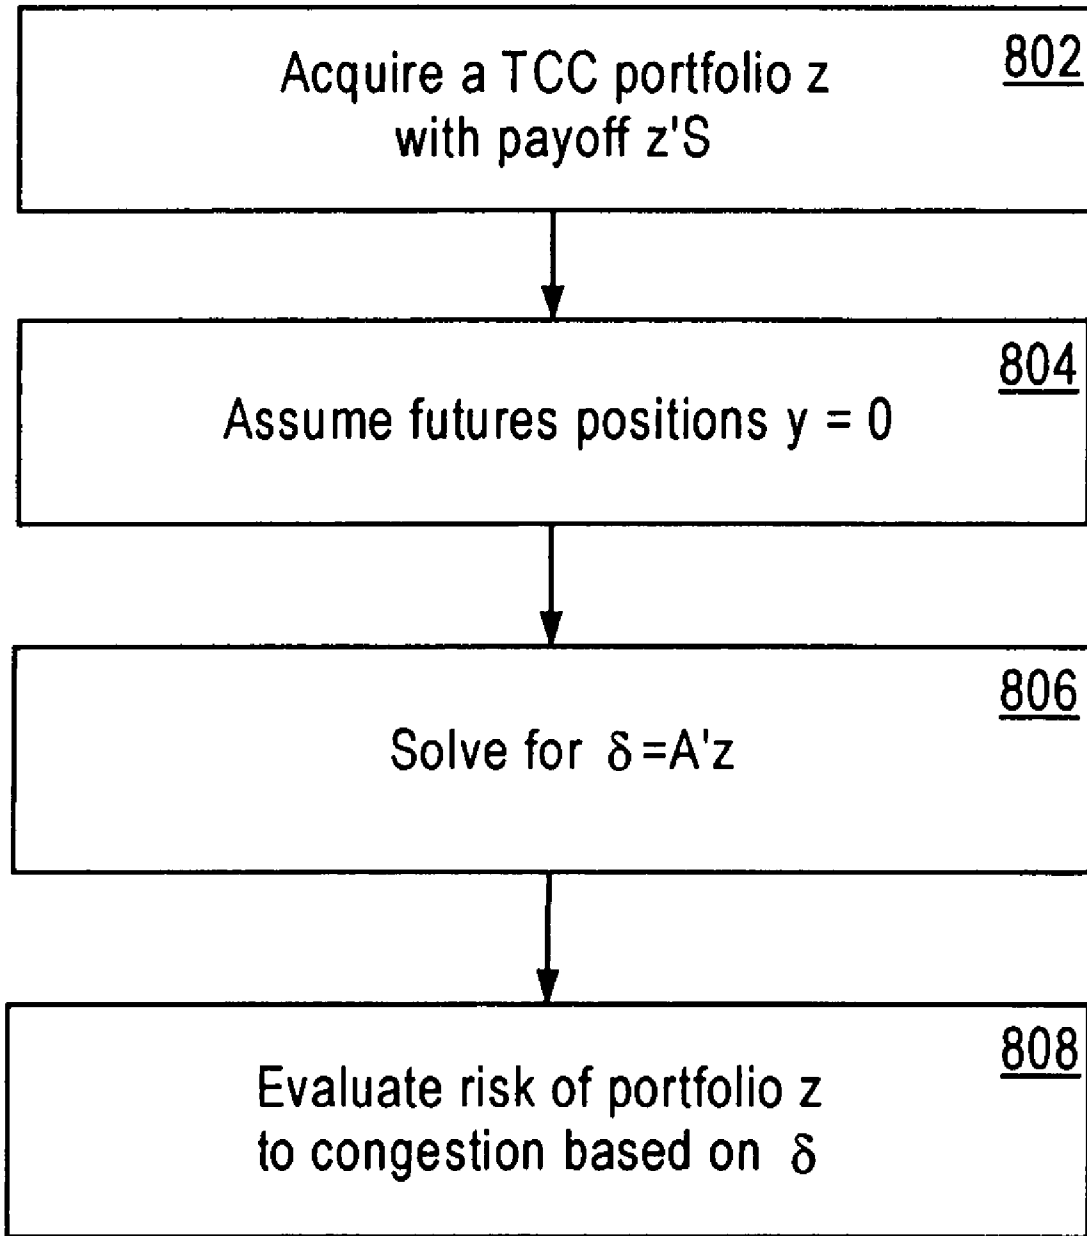 802
Acquire a TCC portfolio z
with payoff z'S
804
Assume futures positions y = 0
806
Solve for δ=A'z
808
Evaluate risk of portfolio z
to congestion based on δ